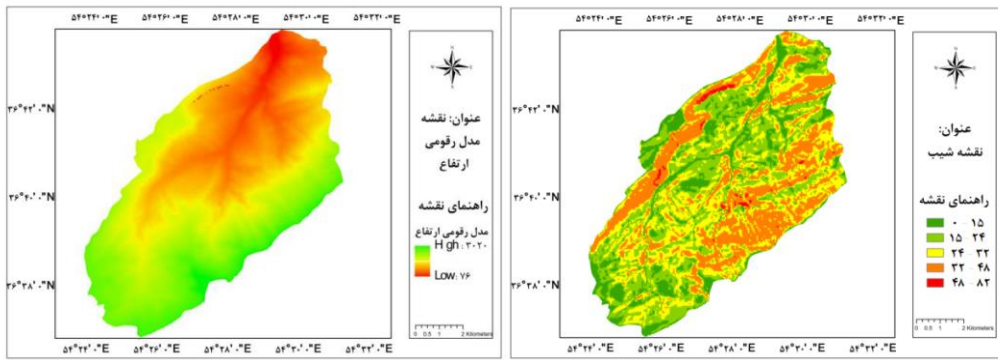 ۵۴°۲۴'۰"E ۵۴°۲۶'۰"E ۵۴°۲۸'۰"E ۵۴°۳۰'۰"E ۵۴°۳۲'۰"E
۳۶°۴۲'۰"N
۳۶°۴۰'۰"N
۳۶°۳۸'۰"N
۵۴°۲۴'۰"E ۵۴°۲۶'۰"E ۵۴°۲۸'۰"E ۵۴°۳۰'۰"E ۵۴°۳۲'۰"E
عنوان: نقشه
مدل رقومی
ارتفاع
راهنمای نقشه
مدل رقومی ارتفاع
High : ۳۰۲۰
Low : ۷۶
0 0.5 1 2 Kilometers
۵۴°۲۴'۰"E ۵۴°۲۶'۰"E ۵۴°۲۸'۰"E ۵۴°۳۰'۰"E ۵۴°۳۲'۰"E
۳۶°۴۲'۰"N
۳۶°۴۰'۰"N
۳۶°۳۸'۰"N
۵۴°۲۴'۰"E ۵۴°۲۶'۰"E ۵۴°۲۸'۰"E ۵۴°۳۰'۰"E ۵۴°۳۲'۰"E
عنوان:
نقشه شیب
راهنمای نقشه
۰ - ۱۵
۱۵ - ۲۴
۲۴ - ۳۲
۳۲ - ۴۸
۴۸ - ۸۲
0 0.5 1 2 Kilometers